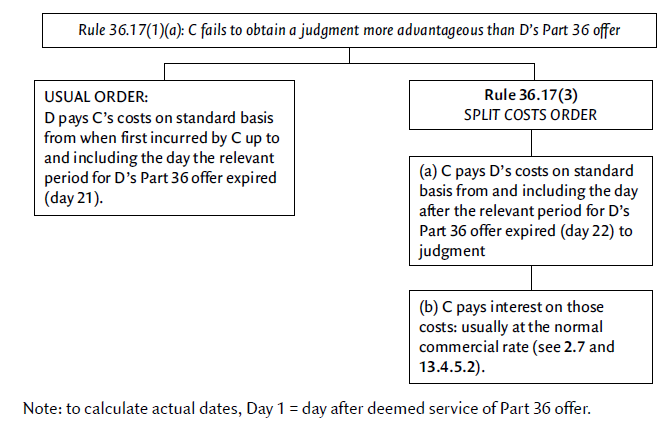 Rule 36.17(1)(a): C fails to obtain a judgment more advantageous than D's Part 36 offer
USUAL ORDER:
D pays C's costs on standard
basis from when first incurred by C up to
and including the day the relevant
period for D's Part 36 offer expired
(day 21).
Rule 36.17(3)
SPLIT COSTS ORDER
(a) C pays D's costs on standard
basis from and including the day
after the relevant period for D's
Part 36 offer expired (day 22) to
judgment
(b) C pays interest on those
costs: usually at the normal
commercial rate (see 2.7 and
13.4.5.2).
Note: to calculate actual dates, Day 1 = day after deemed service of Part 36 offer.